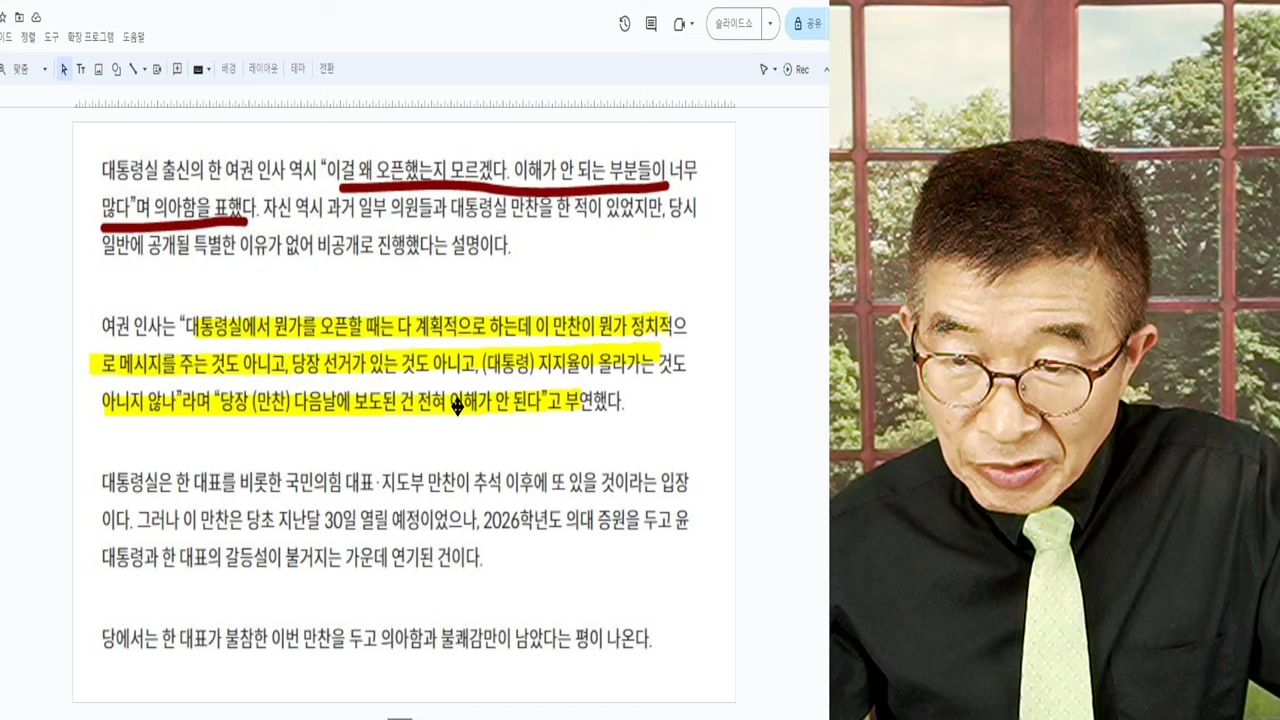 이드 정렬 도구 확장 프로그램 도움말
슬라이드쇼
공유
맞춤
Tr
배경 레이아웃 테마 전환
Rec
대통령실 출신의 한 여권 인사 역시 “이걸 왜 오픈했는지 모르겠다. 이해가 안 되는 부분들이 너무
많다”며 의아함을 표했다. 자신 역시 과거 일부 의원들과 대통령실 만찬을 한 적이 있었지만, 당시
일반에 공개될 특별한 이유가 없어 비공개로 진행했다는 설명이다.
여권 인사는 “대통령실에서 뭔가를 오픈할 때는 다 계획적으로 하는데 이 만찬이 뭔가 정치적으
로 메시지를 주는 것도 아니고, 당장 선거가 있는 것도 아니고, (대통령) 지지율이 올라가는 것도
아니지 않나”라며 “당장 (만찬) 다음날에 보도된 건 전혀 이해가 안 된다”고 부연했다.
대통령실은 한 대표를 비롯한 국민의힘 대표·지도부 만찬이 추석 이후에 또 있을 것이라는 입장
이다. 그러나 이 만찬은 당초 지난달 30일 열릴 예정이었으나, 2026학년도 의대 증원을 두고 윤
대통령과 한 대표의 갈등설이 불거지는 가운데 연기된 건이다.
당에서는 한 대표가 불참한 이번 만찬을 두고 의아함과 불쾌감만이 남았다는 평이 나온다.